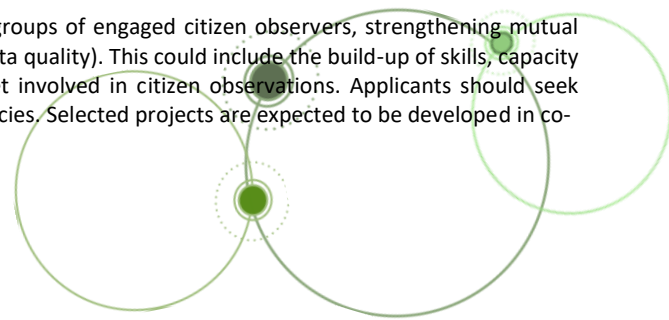 groups of engaged citizen observers, strengthening mutual
ta quality). This could include the build-up of skills, capacity
t involved in citizen observations. Applicants should seek
cies. Selected projects are expected to be developed in co-